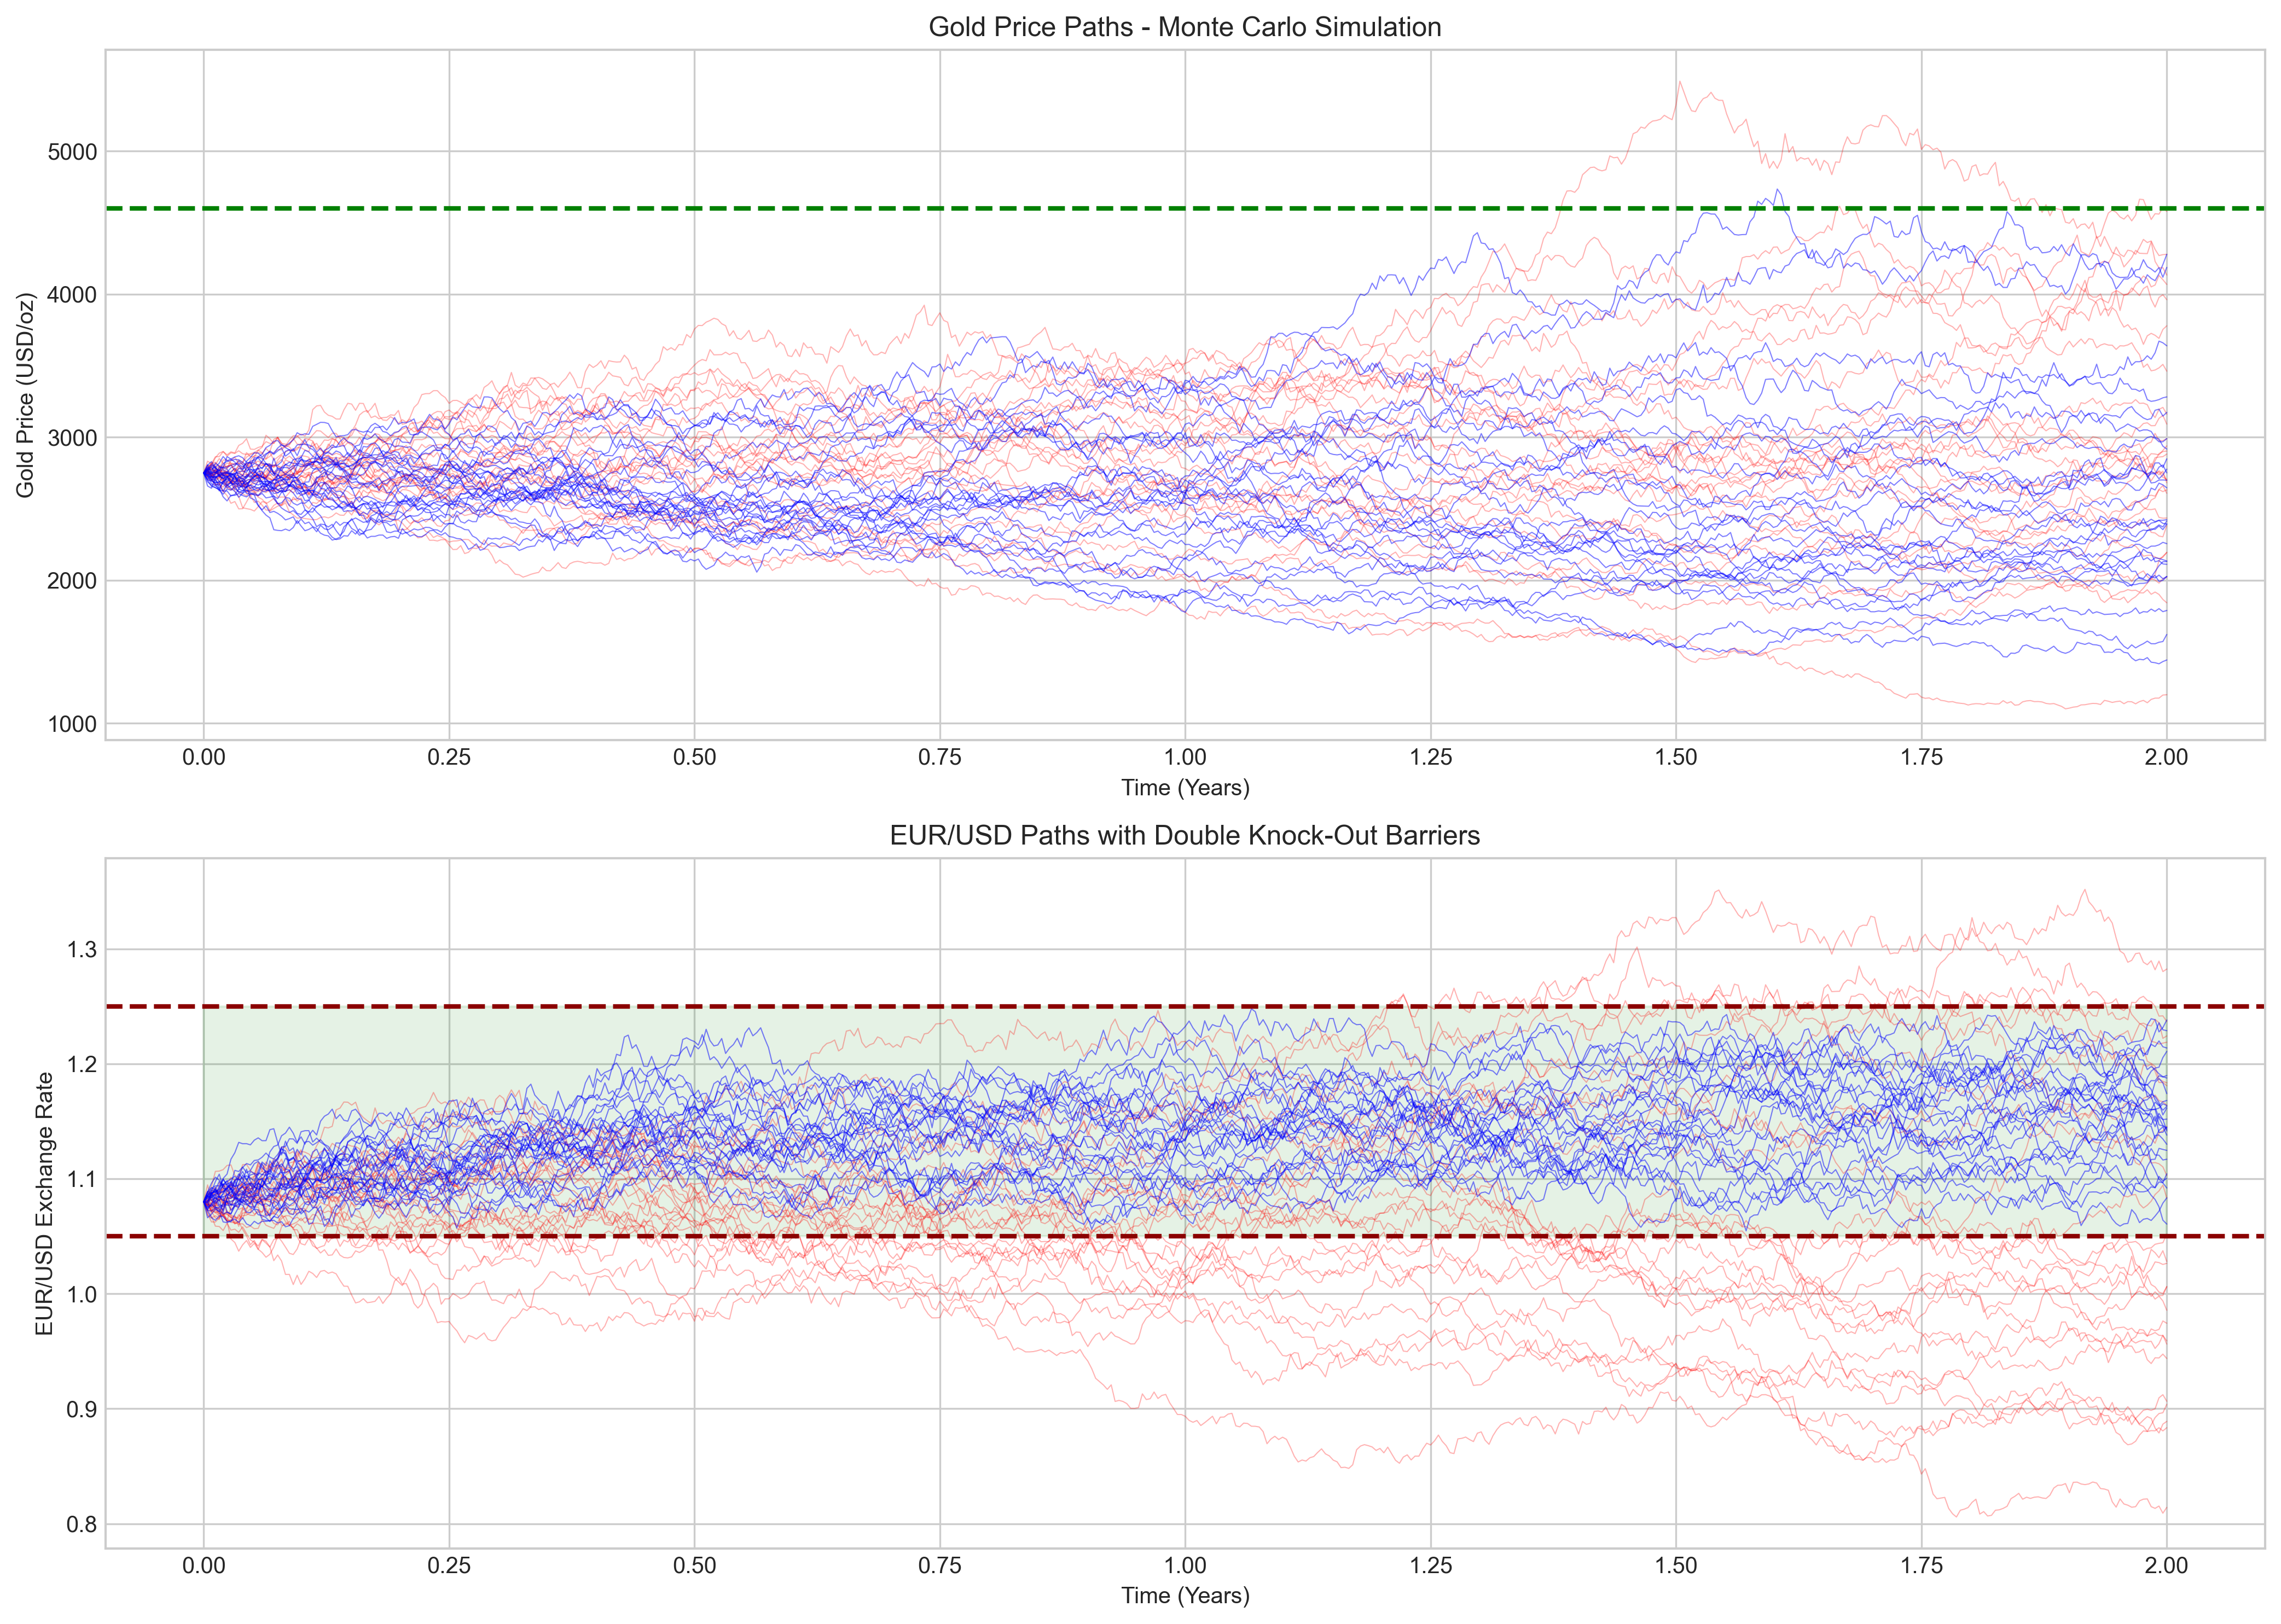 Gold Price Paths - Monte Carlo Simulation
Gold Price (USD/oz)
5000
4000
3000
2000
1000
0.00 0.25 0.50 0.75 1.00 1.25 1.50 1.75 2.00
Time (Years)
EUR/USD Paths with Double Knock-Out Barriers
EUR/USD Exchange Rate
1.3
1.2
1.1
1.0
0.9
0.8
0.00 0.25 0.50 0.75 1.00 1.25 1.50 1.75 2.00
Time (Years)